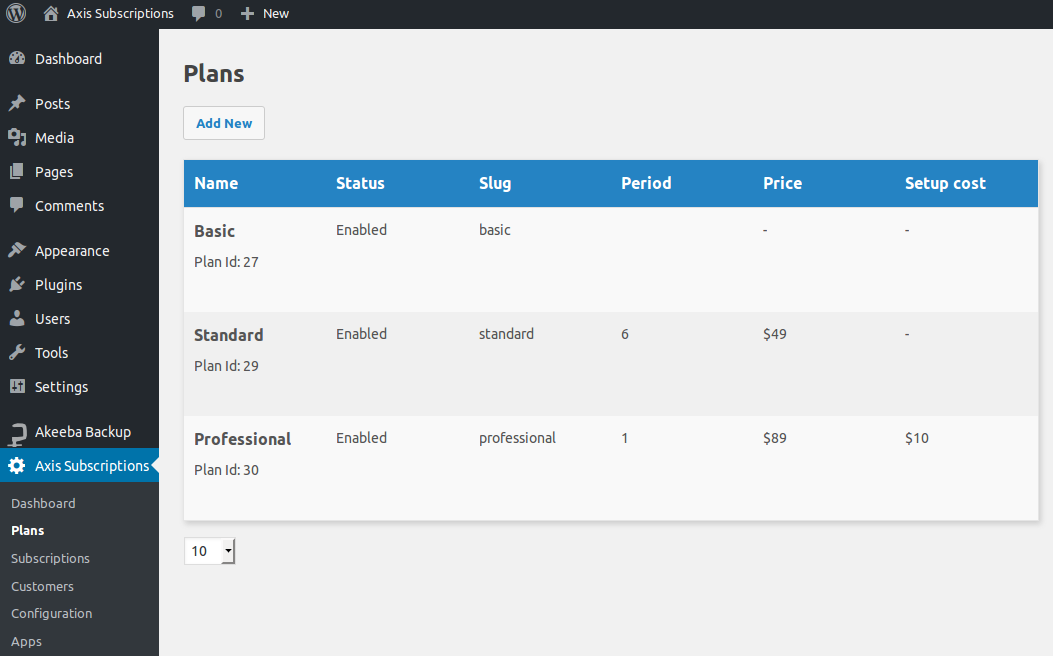 Axis Subscriptions 0 New
Dashboard
Posts
Media
Pages
Comments
Appearance
Plugins
Users
Tools
Settings
Akeeba Backup
Axis Subscriptions
Dashboard
Plans
Subscriptions
Customers
Configuration
Apps
Plans
Add New
Name Status Slug Period Price Setup cost
Basic Enabled basic - -
Plan Id: 27
Standard Enabled standard 6 $49 -
Plan Id: 29
Professional Enabled professional 1 $89 $10
Plan Id: 30
10